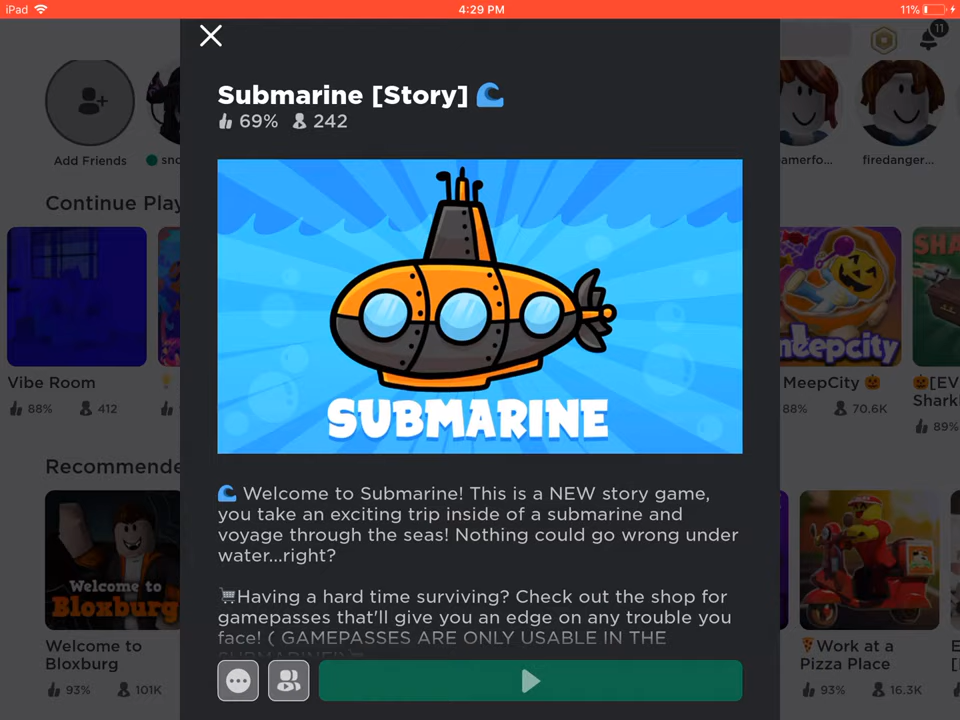 iPad 4:29 PM 11%
11
Submarine [Story] 🌊
69% 242
Add Friends
firedanger...
Continue Play
SUBMARINE
Vibe Room
88% 412
meepcity
MeepCity 🎃
88% 70.6K
SHA
🎃[EV
Shark
89%
🌊 Welcome to Submarine! This is a NEW story game,
you take an exciting trip inside of a submarine and
voyage through the seas! Nothing could go wrong under
water...right?
Recommende
🛒Having a hard time surviving? Check out the shop for
gamepasses that'll give you an edge on any trouble you
face! ( GAMEPASSES ARE ONLY USABLE IN THE
Welcome to
Bloxburg
Welcome to
Bloxburg
93% 101K
🍕Work at a
Pizza Place
93% 16.3K